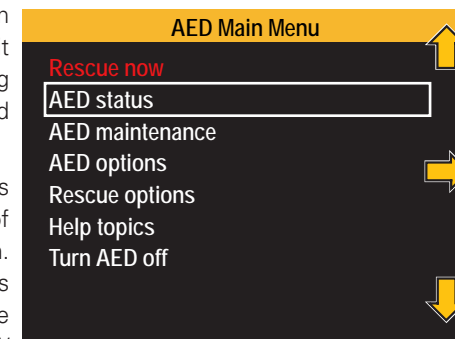 AED Main Menu
Rescue now
AED status
AED maintenance
AED options
Rescue options
Help topics
Turn AED off